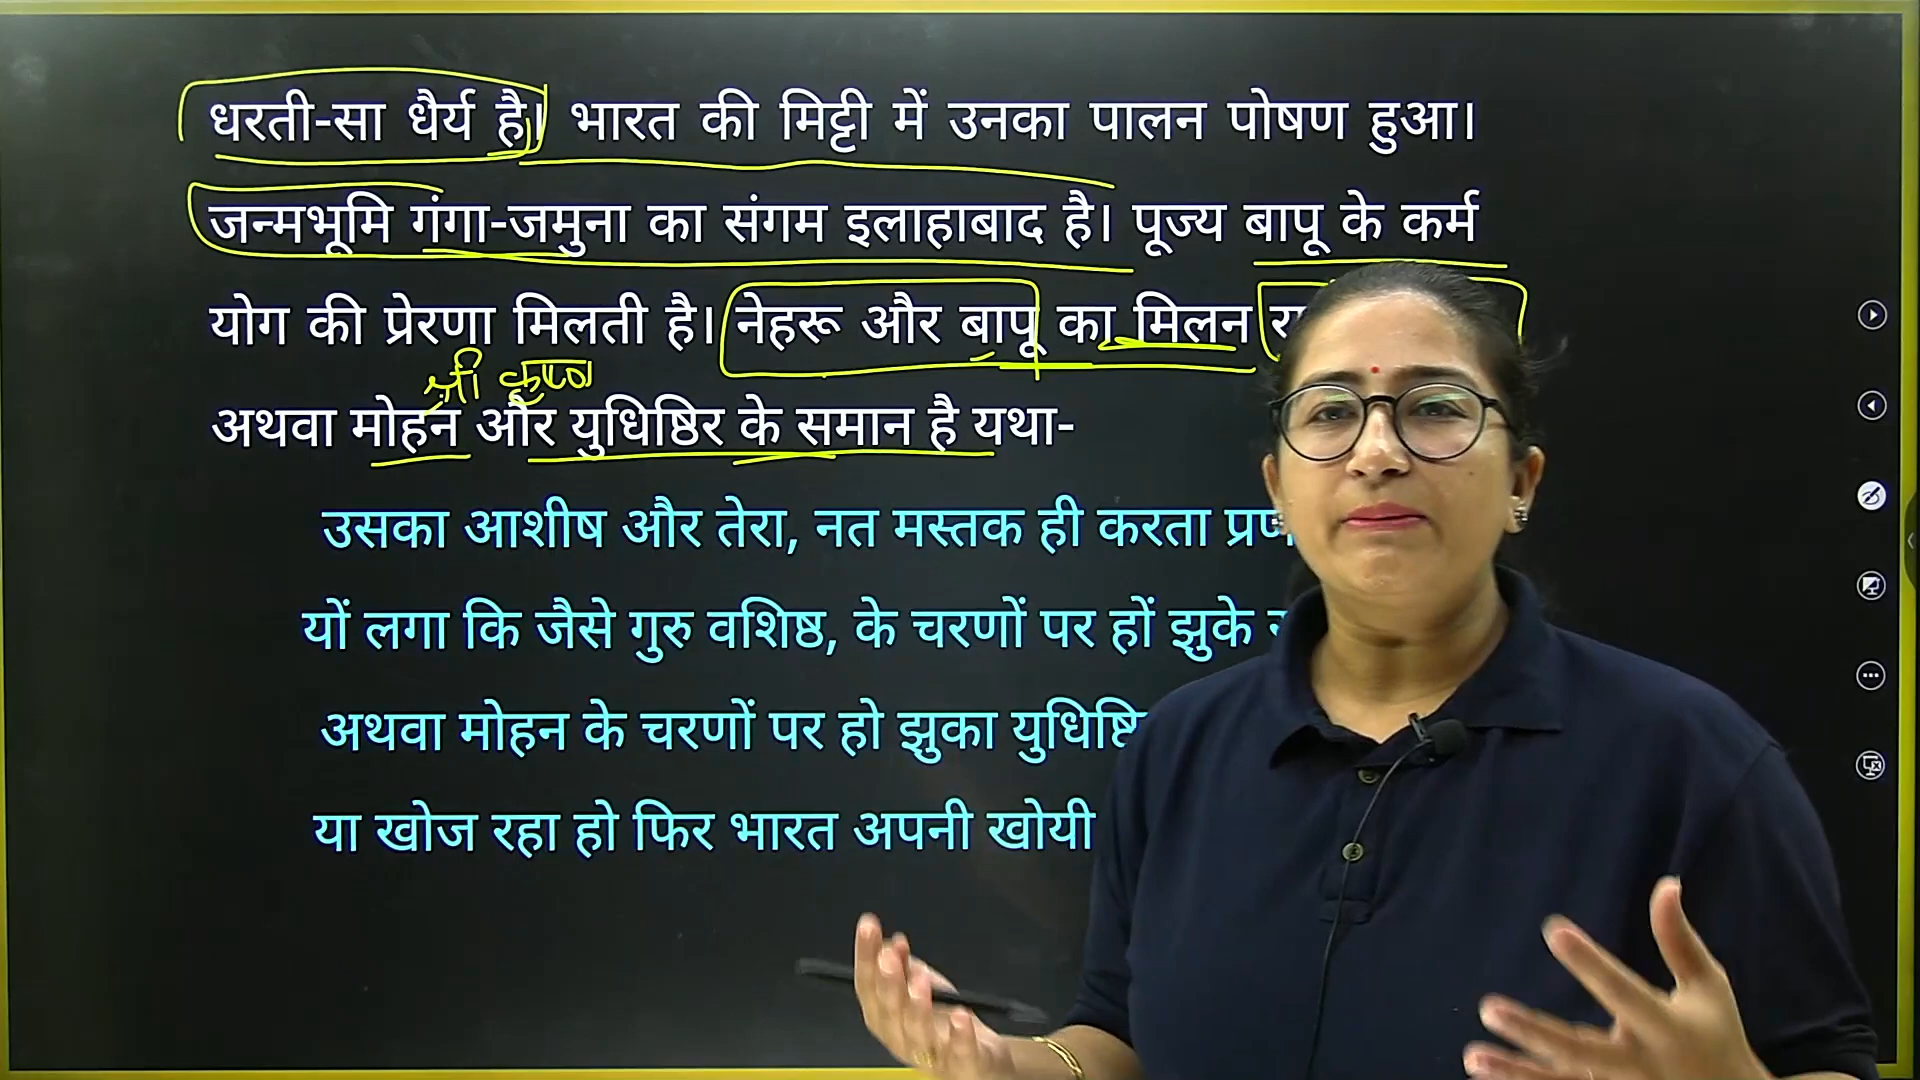 धरती-सा धैर्य है। भारत की मिट्टी में उनका पालन पोषण हुआ।
जन्मभूमि गंगा-जमुना का संगम इलाहाबाद है। पूज्य बापू के कर्म
योग की प्रेरणा मिलती है। नेहरू और बापू का मिलन
श्री कृष्ण
अथवा मोहन और युधिष्ठिर के समान है यथा-
उसका आशीष और तेरा, नत मस्तक ही करता
यों लगा कि जैसे गुरु वशिष्ठ, के चरणों पर हों झुके
अथवा मोहन के चरणों पर हो झुका
या खोज रहा हो फिर भारत अपनी खोयी